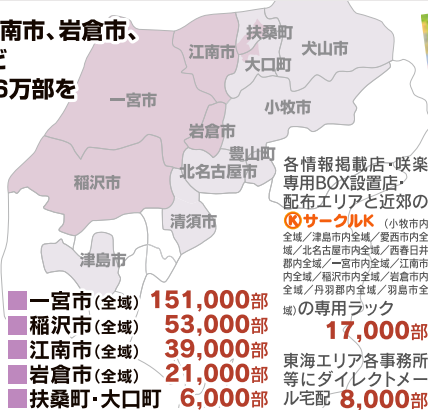 南市、岩倉市、
ど
6万部を
扶桑町
江南市
犬山市
大口町
一宮市
小牧市
岩倉市
豊山町
稲沢市
北名古屋市
清須市
津島市
各情報掲載店・咲楽
専用BOX設置店・
配布エリアと近郊の
ⓀサークルK（小牧市内
全域／津島市内全域／愛西市内全
域／北名古屋市内全域／西春日井
郡内全域／一宮市内全域／江南市
内全域／稲沢市内全域／岩倉市内
全域／丹羽郡内全域／羽島市全
域）の専用ラック
17,000部
東海エリア各事務所
等にダイレクトメー
ル宅配 8,000部
一宮市（全域） 151,000部
稲沢市（全域） 53,000部
江南市（全域） 39,000部
岩倉市（全域） 21,000部
扶桑町・大口町 6,000部